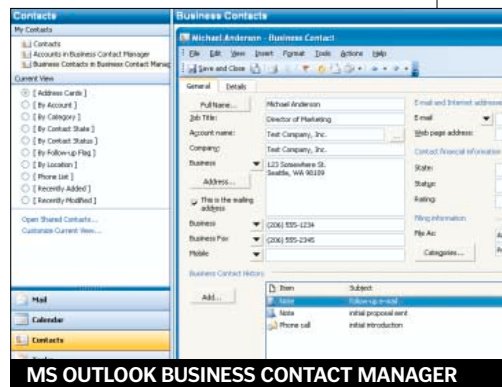 Contacts
My Contacts
Contacts
Accounts in Business Contact Manager
Business Contacts in Business Contact Manag
Current View
[ Address Cards ]
[ By Account ]
[ By Category ]
[ By Contact State ]
[ By Contact Status ]
[ By Follow-up Flag ]
[ By Location ]
[ Phone List ]
[ Recently Added ]
[ Recently Modified ]
Open Shared Contacts...
Customize Current View...
Mail
Calendar
Contacts
Business Contacts
Michael Anderson - Business Contact
File Edit View Insert Format Tools Actions Help
Save and Close
General Details
Full Name... Michael Anderson
Job Title: Director of Marketing
Account name: Test Company, Inc.
Company: Test Company, Inc.
Business 123 Somewhere St.
Seattle, WA 98109
Address...
This is the mailing
address
Business (206) 555-1234
Business Fax (206) 555-2345
Mobile
E-mail and Internet addresse
E-mail
Web page address:
Contact financial information
State:
Status:
Rating:
Filing information
File As:
Categories...
Business Contact History
Add...
Item Subject
Note Follow-up e-mail
Note initial proposal sent
Phone call initial introduction
MS OUTLOOK BUSINESS CONTACT MANAGER